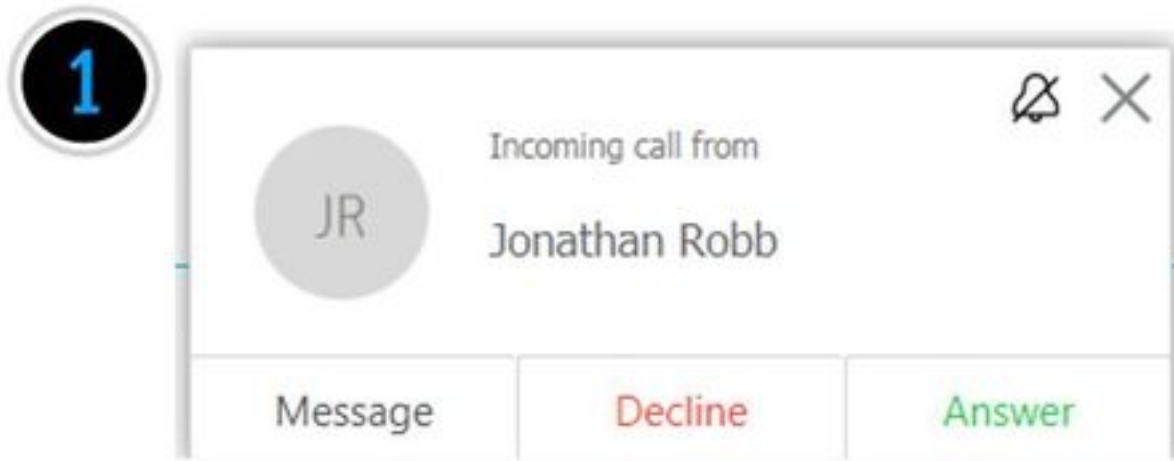 1
Incoming call from
JR
Jonathan Robb
Message Decline Answer